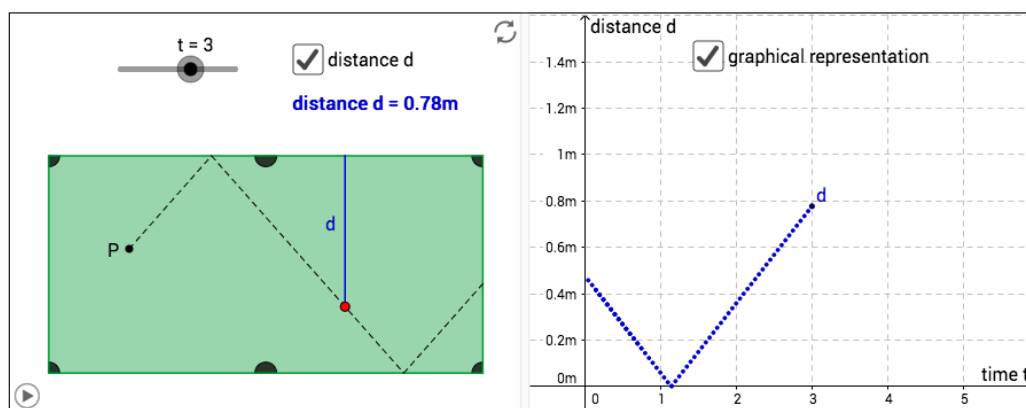 t = 3
distance d
distance d = 0.78m
d
P
distance d
graphical representation
1.4m
1.2m
1m
0.8m
0.6m
0.4m
0.2m
0m
d
time t
0 1 2 3 4 5